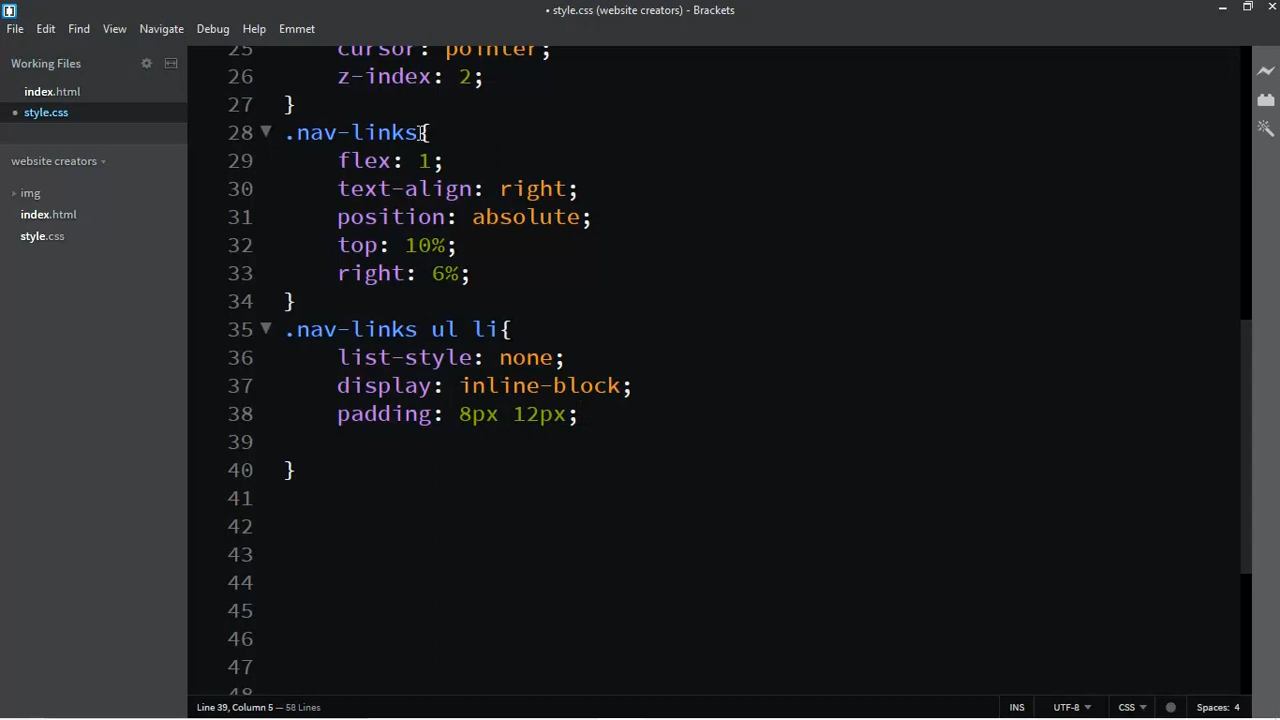 • style.css (website creators) - Brackets
File Edit Find View Navigate Debug Help Emmet
Working Files
index.html
• style.css
website creators
img
index.html
style.css
25     cursor: pointer;
26     z-index: 2;
27 }
28 .nav-links{
29     flex: 1;
30     text-align: right;
31     position: absolute;
32     top: 10%;
33     right: 6%;
34 }
35 .nav-links ul li{
36     list-style: none;
37     display: inline-block;
38     padding: 8px 12px;
39
40 }
41
42
43
44
45
46
47
48
Line 39, Column 5 — 58 Lines
INS UTF-8 CSS Spaces: 4